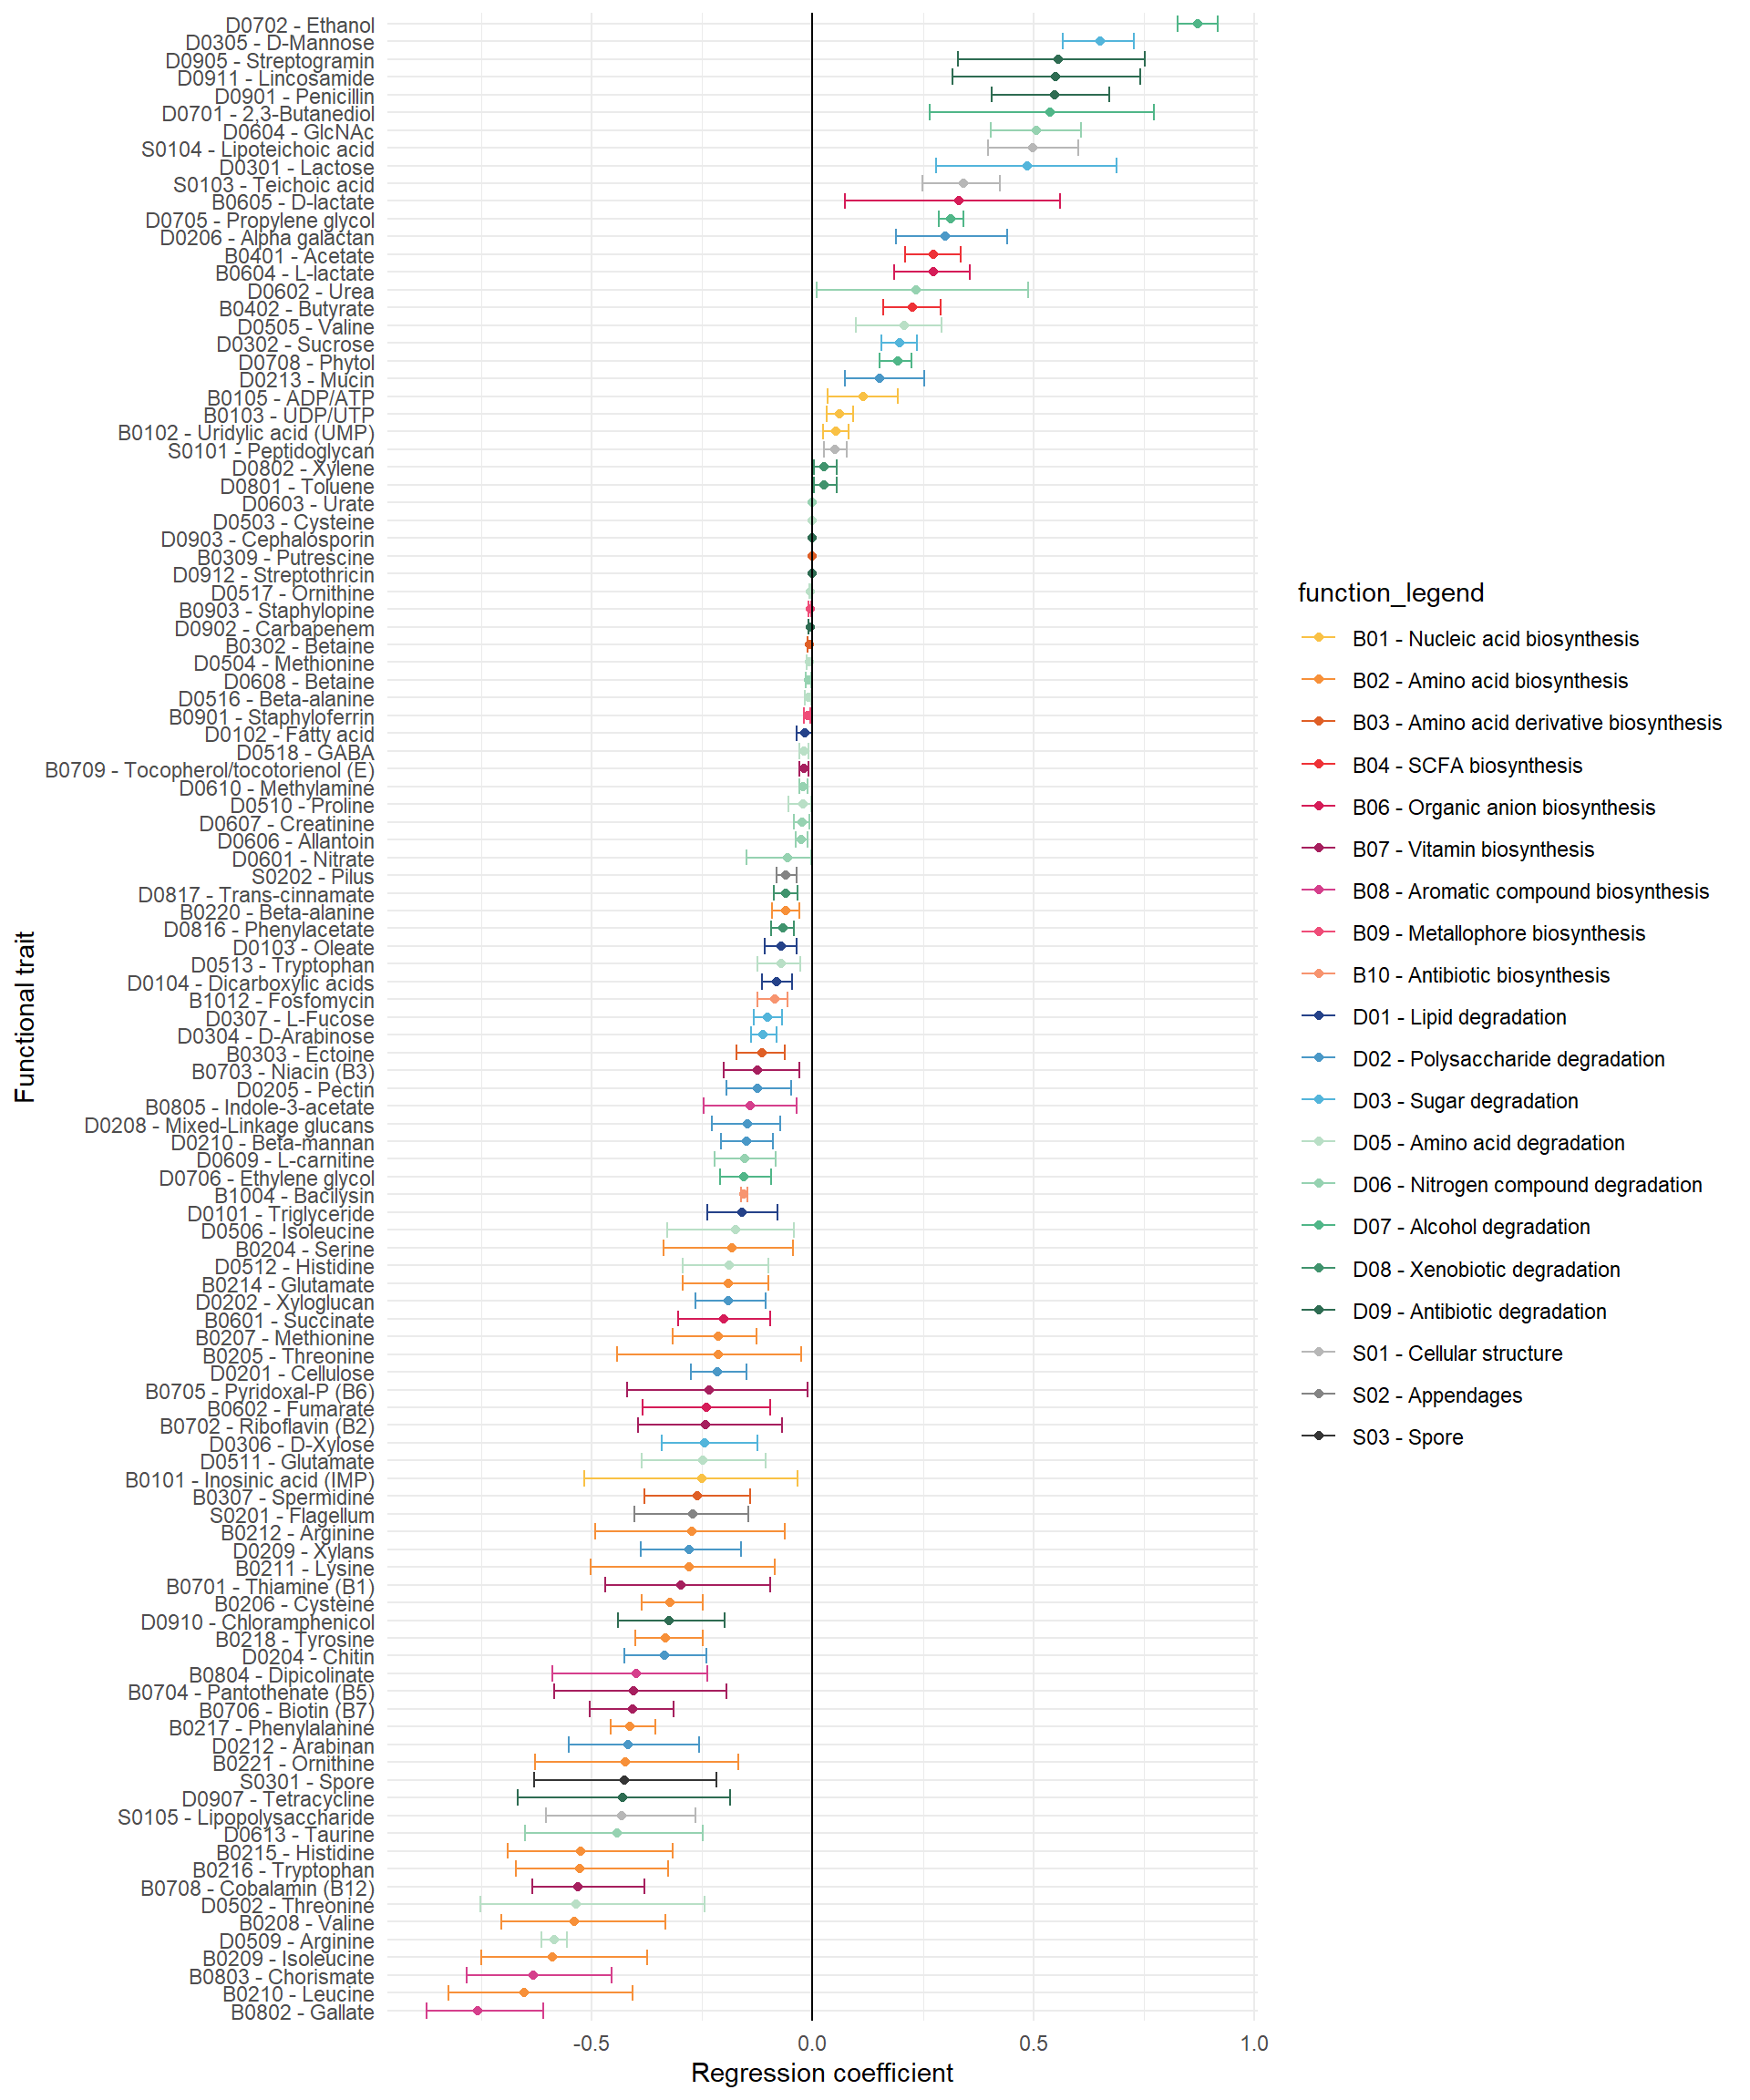 D0702 - Ethanol
D0305 - D-Mannose
D0905 - Streptogramin
D0911 - Lincosamide
D0901 - Penicillin
D0701 - 2,3-Butanediol
D0604 - GlcNAc
S0104 - Lipoteichoic acid
D0301 - Lactose
S0103 - Teichoic acid
B0605 - D-lactate
D0705 - Propylene glycol
D0206 - Alpha galactan
B0401 - Acetate
B0604 - L-lactate
D0602 - Urea
B0402 - Butyrate
D0505 - Valine
D0302 - Sucrose
D0708 - Phytol
D0213 - Mucin
B0105 - ADP/ATP
B0103 - UDP/UTP
B0102 - Uridylic acid (UMP)
S0101 - Peptidoglycan
D0802 - Xylene
D0801 - Toluene
D0603 - Urate
D0503 - Cysteine
D0903 - Cephalosporin
B0309 - Putrescine
D0912 - Streptothricin
D0517 - Ornithine
B0903 - Staphylopine
D0902 - Carbapenem
B0302 - Betaine
D0504 - Methionine
D0608 - Betaine
D0516 - Beta-alanine
B0901 - Staphyloferrin
D0102 - Fatty acid
D0518 - GABA
B0709 - Tocopherol/tocotorienol (E)
D0610 - Methylamine
D0510 - Proline
D0607 - Creatinine
D0606 - Allantoin
D0601 - Nitrate
S0202 - Pilus
D0817 - Trans-cinnamate
B0220 - Beta-alanine
D0816 - Phenylacetate
D0103 - Oleate
D0513 - Tryptophan
D0104 - Dicarboxylic acids
B1012 - Fosfomycin
D0307 - L-Fucose
D0304 - D-Arabinose
B0303 - Ectoine
B0703 - Niacin (B3)
D0205 - Pectin
B0805 - Indole-3-acetate
D0208 - Mixed-Linkage glucans
D0210 - Beta-mannan
D0609 - L-carnitine
D0706 - Ethylene glycol
B1004 - Bacilysin
D0101 - Triglyceride
D0506 - Isoleucine
B0204 - Serine
D0512 - Histidine
B0214 - Glutamate
D0202 - Xyloglucan
B0601 - Succinate
B0207 - Methionine
B0205 - Threonine
D0201 - Cellulose
B0705 - Pyridoxal-P (B6)
B0602 - Fumarate
B0702 - Riboflavin (B2)
D0306 - D-Xylose
D0511 - Glutamate
B0101 - Inosinic acid (IMP)
B0307 - Spermidine
S0201 - Flagellum
B0212 - Arginine
D0209 - Xylans
B0211 - Lysine
B0701 - Thiamine (B1)
B0206 - Cysteine
D0910 - Chloramphenicol
B0218 - Tyrosine
D0204 - Chitin
B0804 - Dipicolinate
B0704 - Pantothenate (B5)
B0706 - Biotin (B7)
B0217 - Phenylalanine
D0212 - Arabinan
B0221 - Ornithine
S0301 - Spore
D0907 - Tetracycline
S0105 - Lipopolysaccharide
D0613 - Taurine
B0215 - Histidine
B0216 - Tryptophan
B0708 - Cobalamin (B12)
D0502 - Threonine
B0208 - Valine
D0509 - Arginine
B0209 - Isoleucine
B0803 - Chorismate
B0210 - Leucine
B0802 - Gallate
Functional trait
-0.5 0.0 0.5 1.0
Regression coefficient
function_legend
B01 - Nucleic acid biosynthesis
B02 - Amino acid biosynthesis
B03 - Amino acid derivative biosynthesis
B04 - SCFA biosynthesis
B06 - Organic anion biosynthesis
B07 - Vitamin biosynthesis
B08 - Aromatic compound biosynthesis
B09 - Metallophore biosynthesis
B10 - Antibiotic biosynthesis
D01 - Lipid degradation
D02 - Polysaccharide degradation
D03 - Sugar degradation
D05 - Amino acid degradation
D06 - Nitrogen compound degradation
D07 - Alcohol degradation
D08 - Xenobiotic degradation
D09 - Antibiotic degradation
S01 - Cellular structure
S02 - Appendages
S03 - Spore